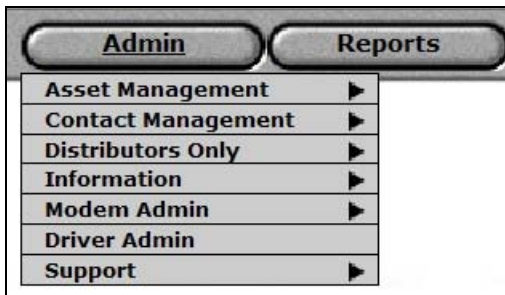 Admin Reports
Asset Management
Contact Management
Distributors Only
Information
Modem Admin
Driver Admin
Support